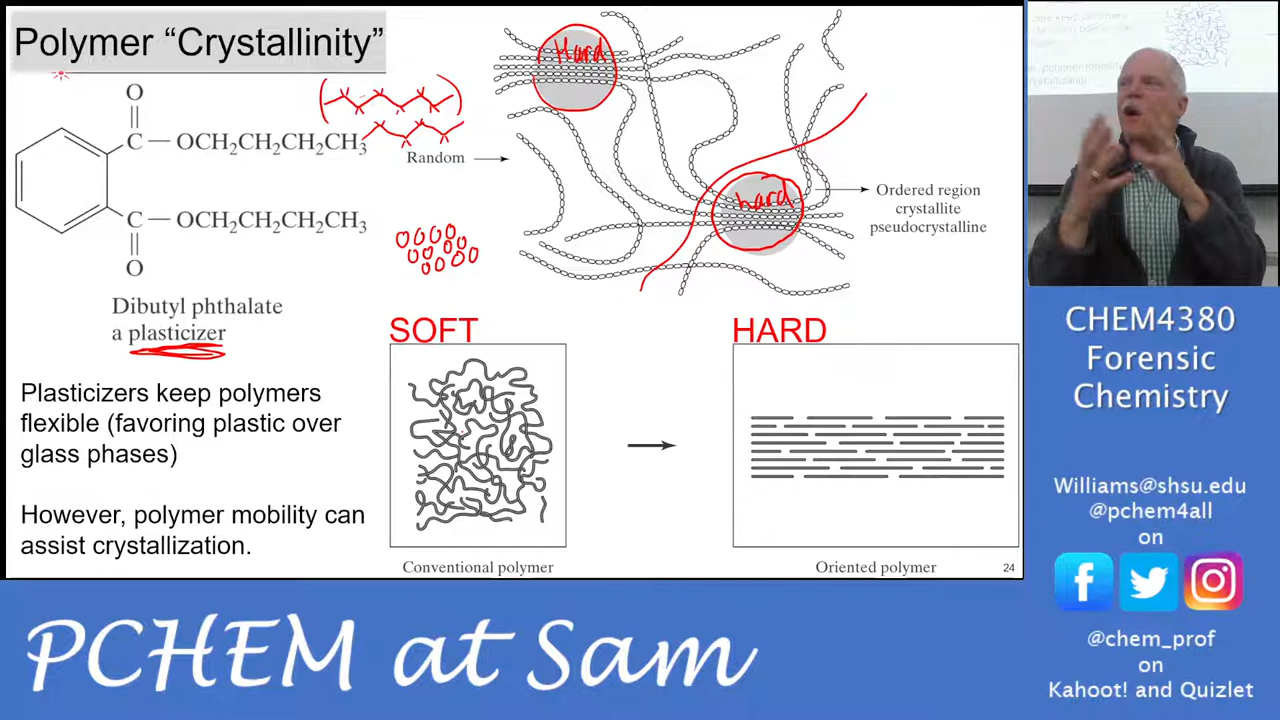 Polymer “Crystallinity”
O
C — OCH2CH2CH2CH3
C — OCH2CH2CH2CH3
O
Dibutyl phthalate
a plasticizer
Plasticizers keep polymers
flexible (favoring plastic over
glass phases)
However, polymer mobility can
assist crystallization.
Hard
Random
hard
Ordered region
crystallite
pseudocrystalline
SOFT
HARD
Conventional polymer
Oriented polymer
24
CHEM4380
Forensic
Chemistry
Williams@shsu.edu
@pchem4all
on
@chem_prof
on
Kahoot! and Quizlet
PCHEM at Sam